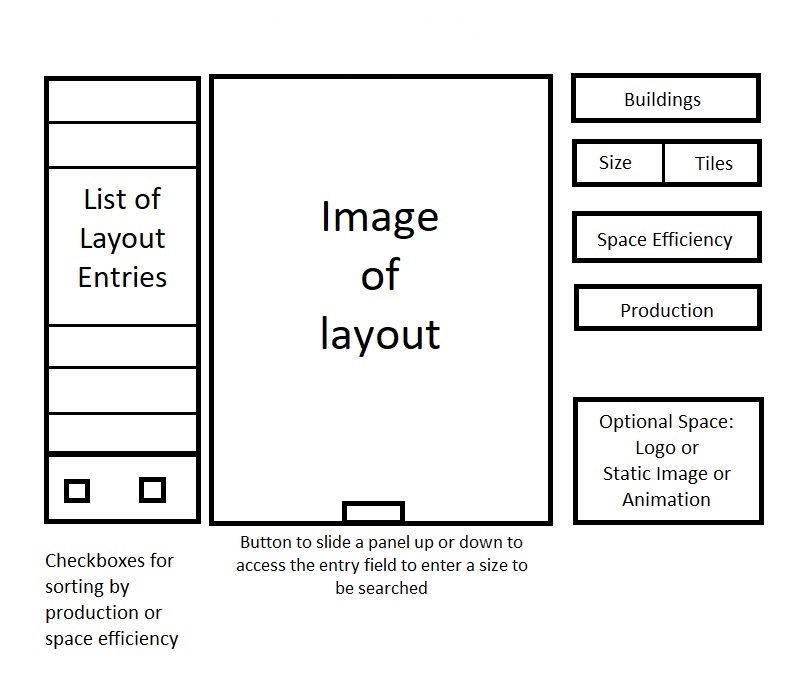 List of
Layout
Entries
Checkboxes for
sorting by
production or
space efficiency
Image
of
layout
Button to slide a panel up or down to
access the entry field to enter a size to
be searched
Buildings
Size
Tiles
Space Efficiency
Production
Optional Space:
Logo or
Static Image or
Animation